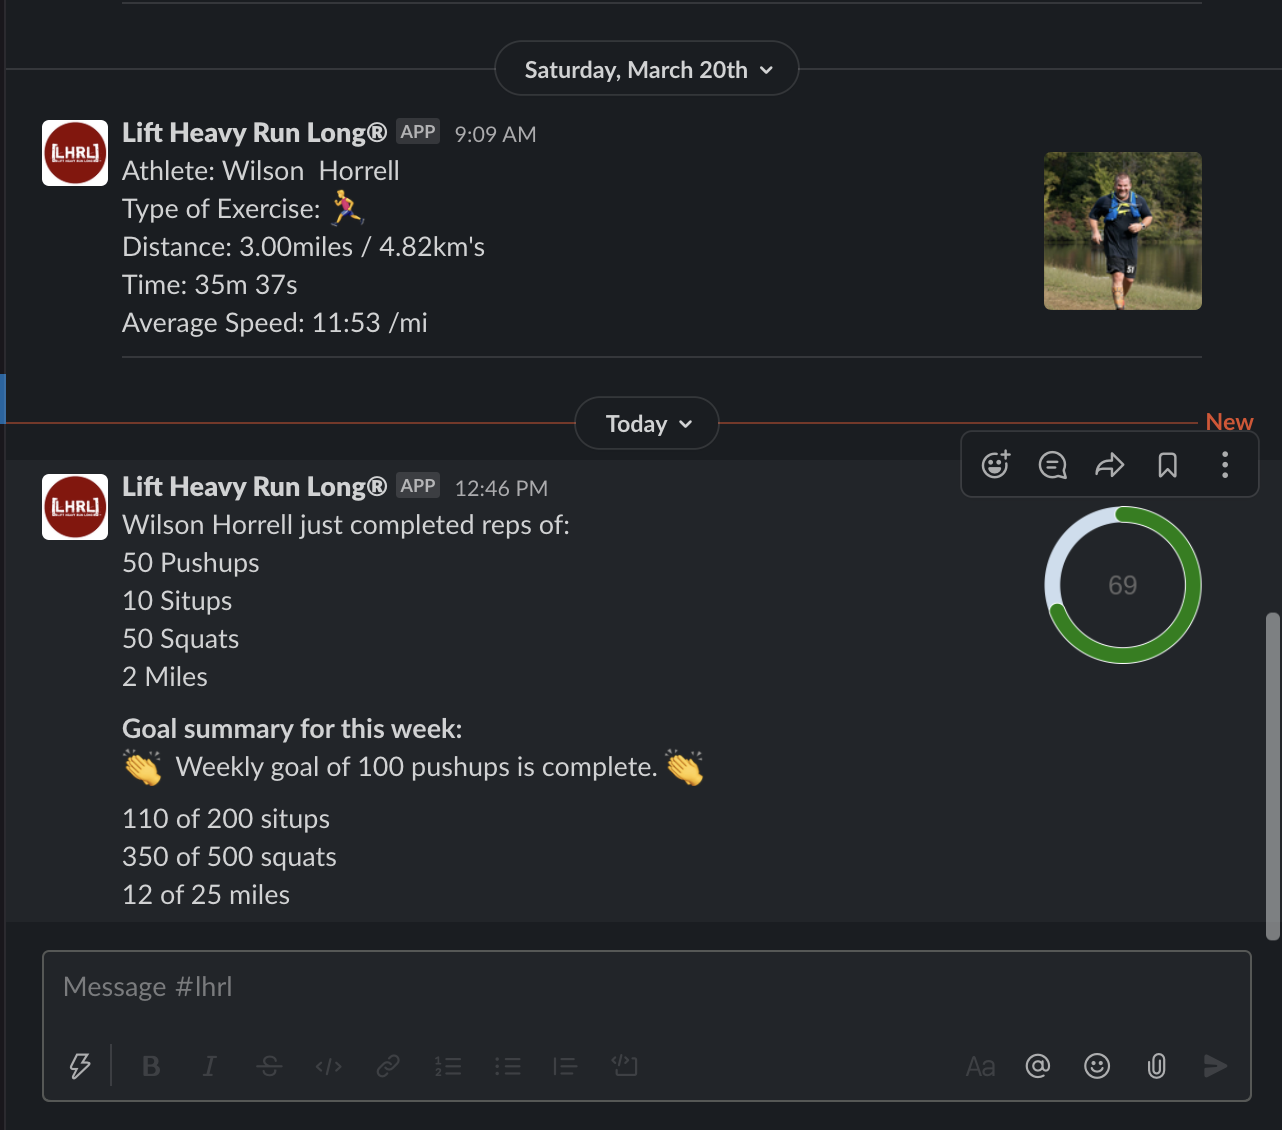 Saturday, March 20th
Lift Heavy Run Long® APP 9:09 AM
[LHRL]
Athlete: Wilson Horrell
Type of Exercise: 🏃
Distance: 3.00miles / 4.82km's
Time: 35m 37s
Average Speed: 11:53 /mi
Today
New
Lift Heavy Run Long® APP 12:46 PM
[LHRL]
Wilson Horrell just completed reps of:
50 Pushups
10 Situps
50 Squats
2 Miles
69
Goal summary for this week:
👏 Weekly goal of 100 pushups is complete. 👏
110 of 200 situps
350 of 500 squats
12 of 25 miles
Message #lhrl
B I S Aa @